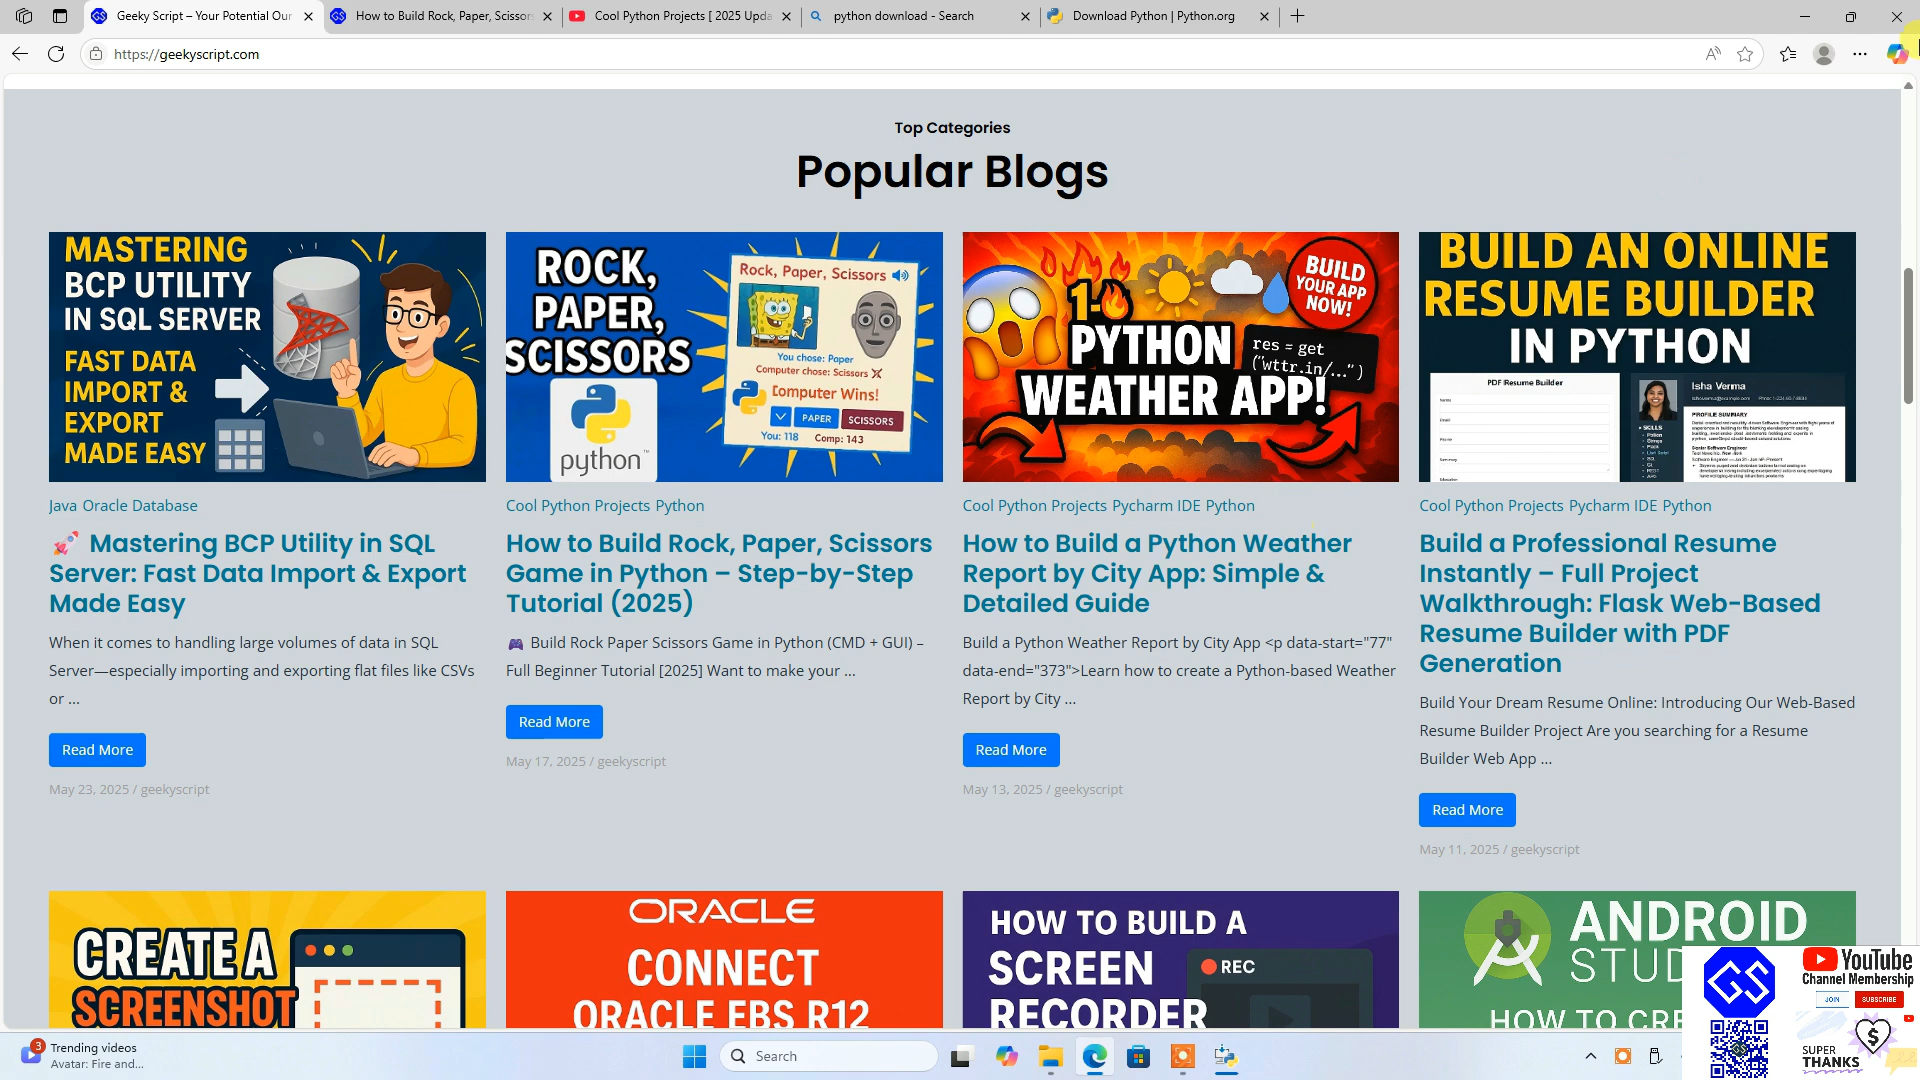 Geeky Script – Your Potential Our
How to Build Rock, Paper, Scissors
Cool Python Projects [ 2025 Upda
python download - Search
Download Python | Python.org
https://geekyscript.com
Top Categories
Popular Blogs
MASTERING
BCP UTILITY
IN SQL SERVER
FAST DATA
IMPORT &
EXPORT
MADE EASY
ROCK,
PAPER,
SCISSORS
python™
Rock, Paper, Scissors
You chose: Paper
Computer chose: Scissors
Computer Wins!
PAPER
SCISSORS
You: 118
Comp: 143
BUILD
YOUR APP
NOW!
PYTHON
WEATHER APP!
res = get
("wttr.in/...")
BUILD AN ONLINE
RESUME BUILDER
IN PYTHON
PDF Resume Builder
Isha Verma
PROFILE SUMMARY
SKILLS
Java Oracle Database
Mastering BCP Utility in SQL
Server: Fast Data Import & Export
Made Easy
When it comes to handling large volumes of data in SQL
Server—especially importing and exporting flat files like CSVs
or ...
Read More
May 23, 2025 / geekyscript
Cool Python Projects Python
How to Build Rock, Paper, Scissors
Game in Python – Step-by-Step
Tutorial (2025)
Build Rock Paper Scissors Game in Python (CMD + GUI) –
Full Beginner Tutorial [2025] Want to make your ...
Read More
May 17, 2025 / geekyscript
Cool Python Projects Pycharm IDE Python
How to Build a Python Weather
Report by City App: Simple &
Detailed Guide
Build a Python Weather Report by City App <p data-start="77"
data-end="373">Learn how to create a Python-based Weather
Report by City ...
Read More
May 13, 2025 / geekyscript
Cool Python Projects Pycharm IDE Python
Build a Professional Resume
Instantly – Full Project
Walkthrough: Flask Web-Based
Resume Builder with PDF
Generation
Build Your Dream Resume Online: Introducing Our Web-Based
Resume Builder Project Are you searching for a Resume
Builder Web App ...
Read More
May 11, 2025 / geekyscript
CREATE A
SCREENSHOT
ORACLE
CONNECT
ORACLE EBS R12
HOW TO BUILD A
SCREEN
RECORDER
REC
ANDROID
STUD
HOW TO CRE
GS
YouTube
Channel Membership
JOIN
SUBSCRIBE
SUPER
THANKS
3
Trending videos
Avatar: Fire and...
Search